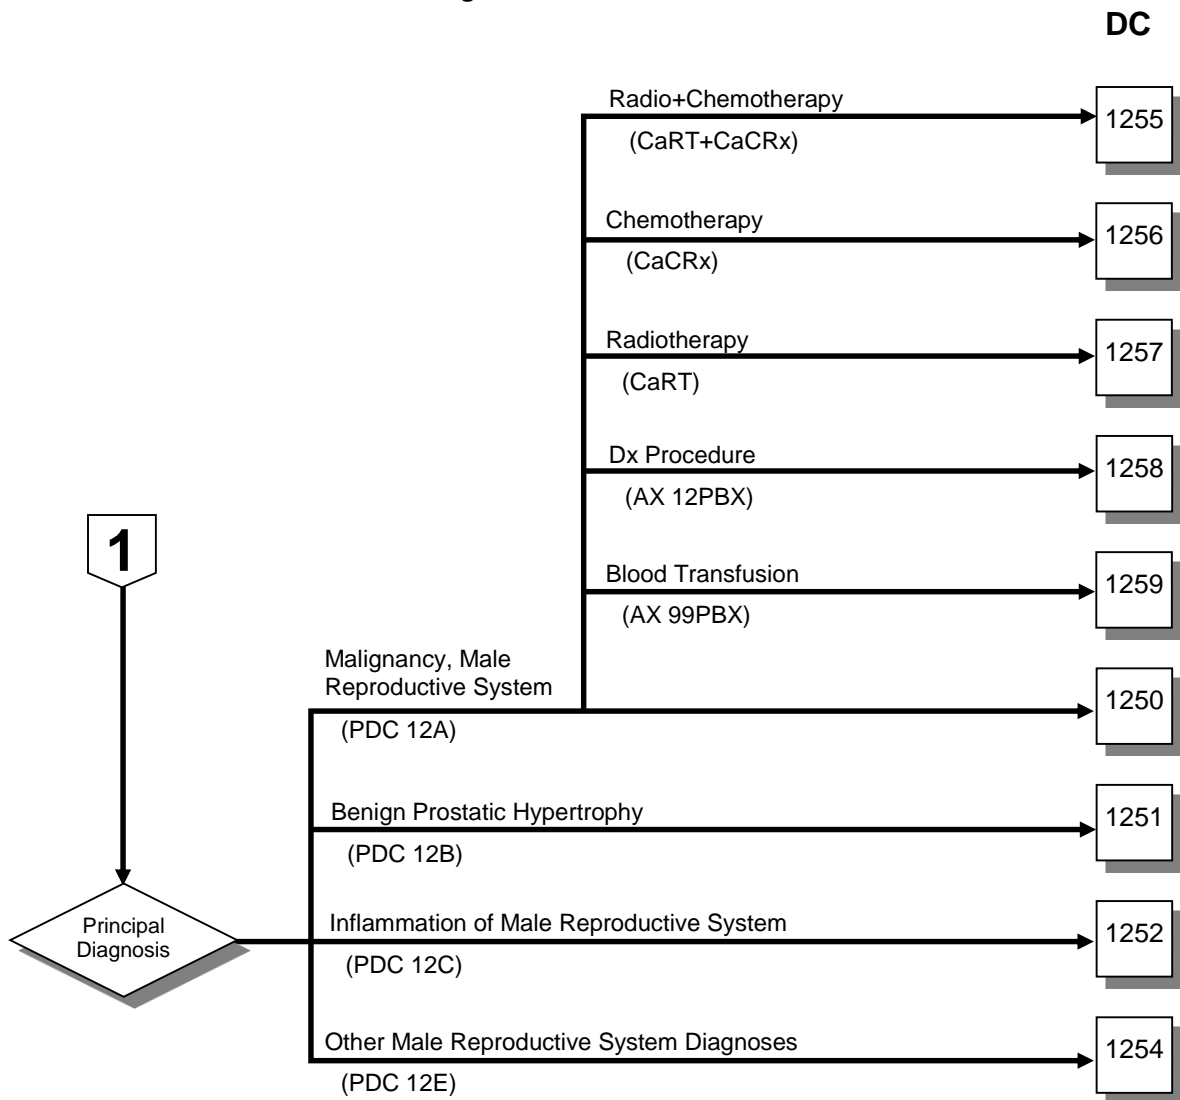 DC
Radio+Chemotherapy
(CaRT+CaCRx)
1255
Chemotherapy
(CaCRx)
1256
Radiotherapy
(CaRT)
1257
Dx Procedure
(AX 12PBX)
1258
1
Blood Transfusion
(AX 99PBX)
1259
Malignancy, Male
Reproductive System
(PDC 12A)
1250
Benign Prostatic Hypertrophy
(PDC 12B)
1251
Principal
Diagnosis
Inflammation of Male Reproductive System
(PDC 12C)
1252
Other Male Reproductive System Diagnoses
(PDC 12E)
1254